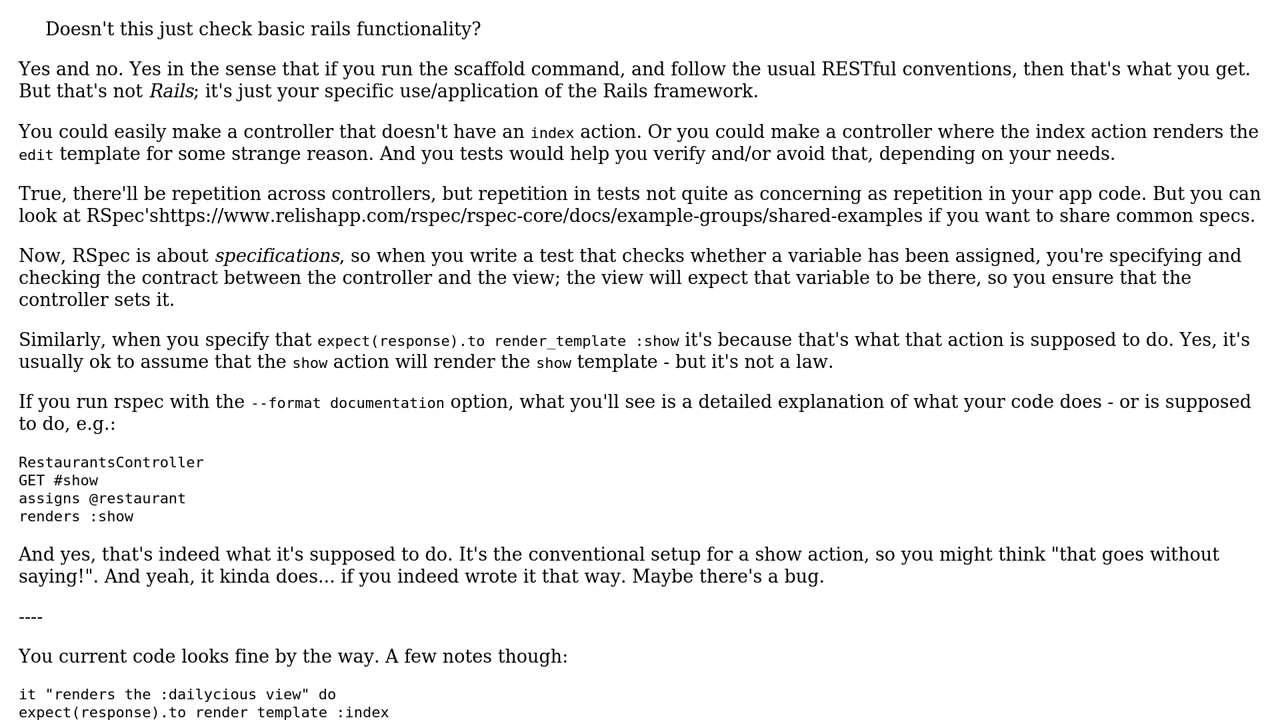 Doesn't this just check basic rails functionality?
Yes and no. Yes in the sense that if you run the scaffold command, and follow the usual RESTful conventions, then that's what you get.
But that's not Rails; it's just your specific use/application of the Rails framework.
You could easily make a controller that doesn't have an index action. Or you could make a controller where the index action renders the
edit template for some strange reason. And you tests would help you verify and/or avoid that, depending on your needs.
True, there'll be repetition across controllers, but repetition in tests not quite as concerning as repetition in your app code. But you can
look at RSpec'shttps://www.relishapp.com/rspec/rspec-core/docs/example-groups/shared-examples if you want to share common specs.
Now, RSpec is about specifications, so when you write a test that checks whether a variable has been assigned, you're specifying and
checking the contract between the controller and the view; the view will expect that variable to be there, so you ensure that the
controller sets it.
Similarly, when you specify that expect(response).to render_template :show it's because that's what that action is supposed to do. Yes, it's
usually ok to assume that the show action will render the show template - but it's not a law.
If you run rspec with the --format documentation option, what you'll see is a detailed explanation of what your code does - or is supposed
to do, e.g.:
RestaurantsController
GET #show
assigns @restaurant
renders :show
And yes, that's indeed what it's supposed to do. It's the conventional setup for a show action, so you might think "that goes without
saying!". And yeah, it kinda does... if you indeed wrote it that way. Maybe there's a bug.
----
You current code looks fine by the way. A few notes though:
it "renders the :dailycious view" do
expect(response).to render_template :index